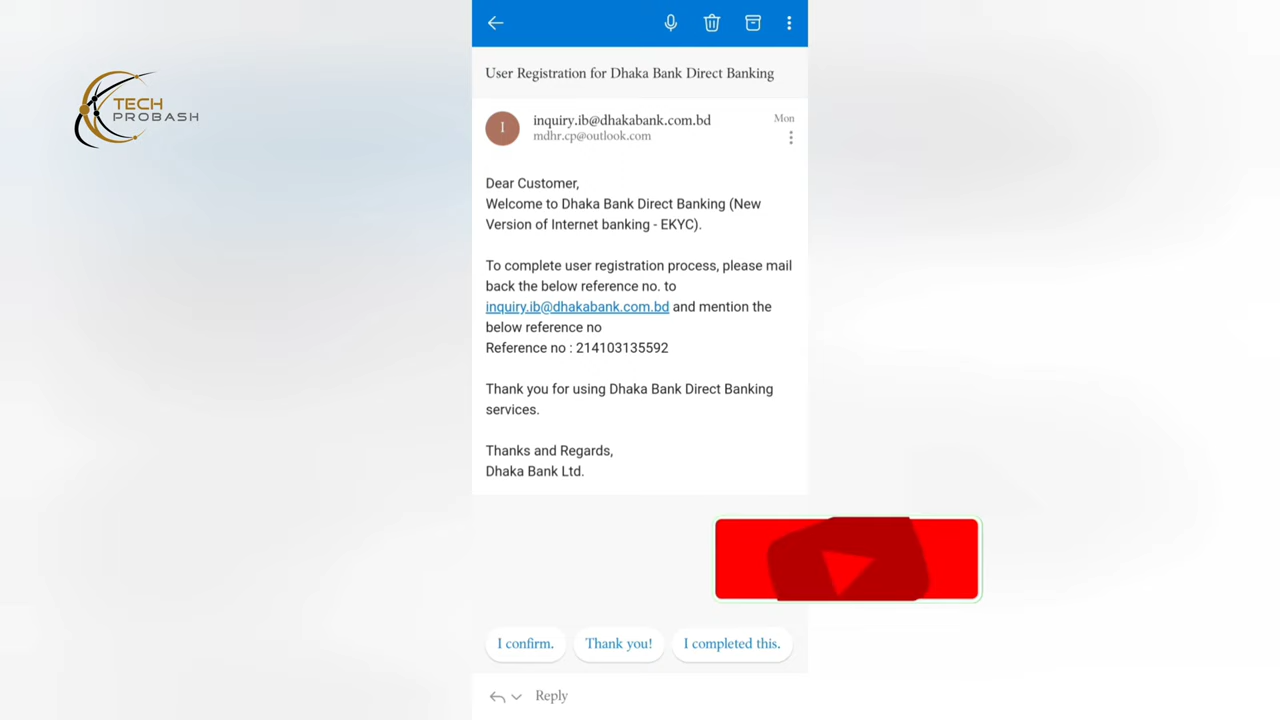 TECH
PROBASH
User Registration for Dhaka Bank Direct Banking
I
inquiry.ib@dhakabank.com.bd
Mon
mdhr.cp@outlook.com
Dear Customer,
Welcome to Dhaka Bank Direct Banking (New
Version of Internet banking - EKYC).
To complete user registration process, please mail
back the below reference no. to
inquiry.ib@dhakabank.com.bd and mention the
below reference no
Reference no : 214103135592
Thank you for using Dhaka Bank Direct Banking
services.
Thanks and Regards,
Dhaka Bank Ltd.
I confirm.
Thank you!
I completed this.
Reply